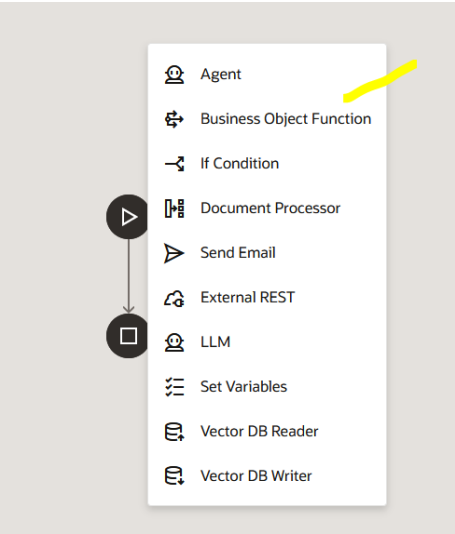 Agent
Business Object Function
If Condition
Document Processor
Send Email
External REST
LLM
Set Variables
Vector DB Reader
Vector DB Writer